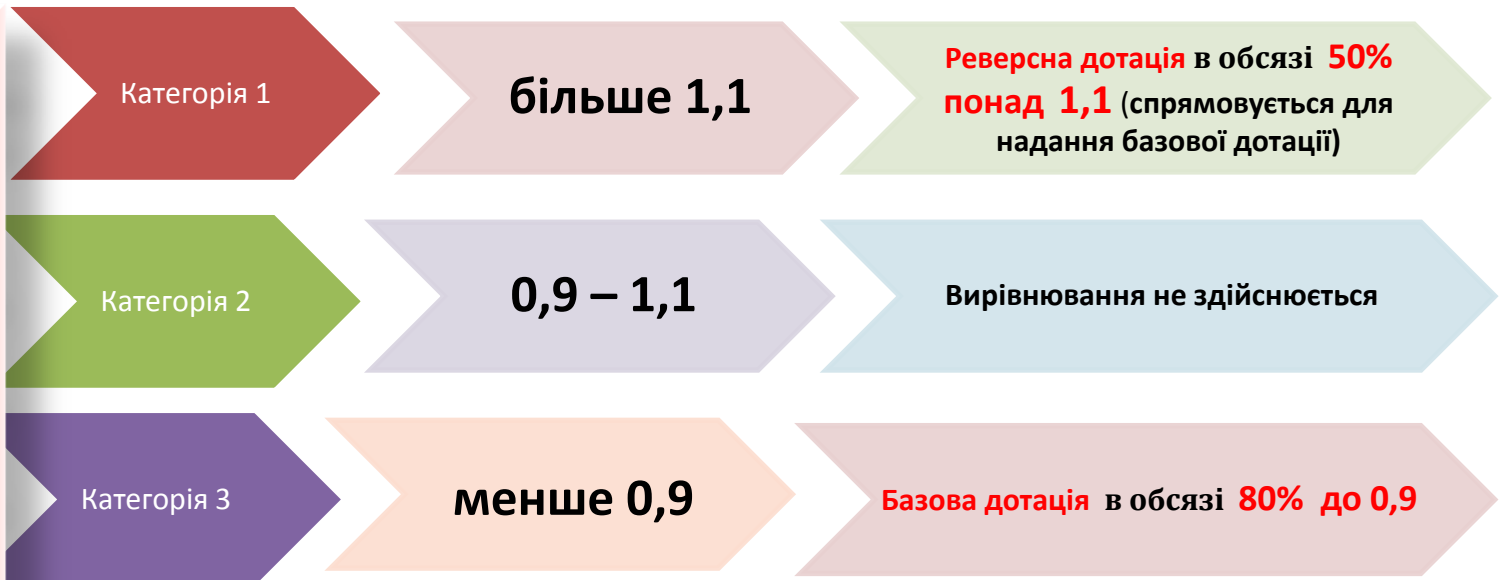 Категорія 1
більше 1,1
Реверсна дотація в обсязі 50%
понад 1,1 (спрямовується для
надання базової дотації)
Категорія 2
0,9 – 1,1
Вирівнювання не здійснюється
Категорія 3
менше 0,9
Базова дотація в обсязі 80% до 0,9